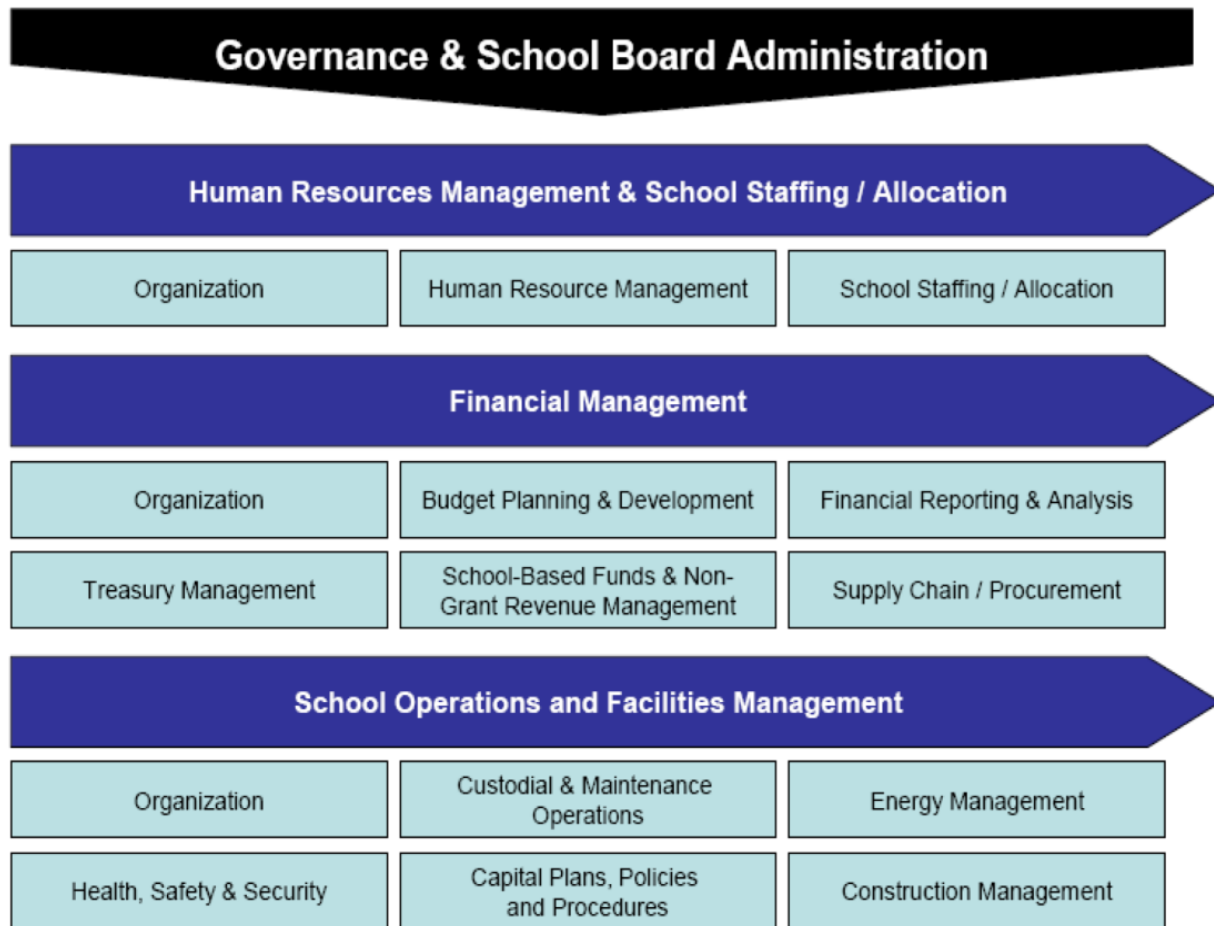 Governance & School Board Administration
Human Resources Management & School Staffing / Allocation
Organization
Human Resource Management
School Staffing / Allocation
Financial Management
Organization
Budget Planning & Development
Financial Reporting & Analysis
Treasury Management
School-Based Funds & Non-
Grant Revenue Management
Supply Chain / Procurement
School Operations and Facilities Management
Organization
Custodial & Maintenance
Operations
Energy Management
Health, Safety & Security
Capital Plans, Policies
and Procedures
Construction Management